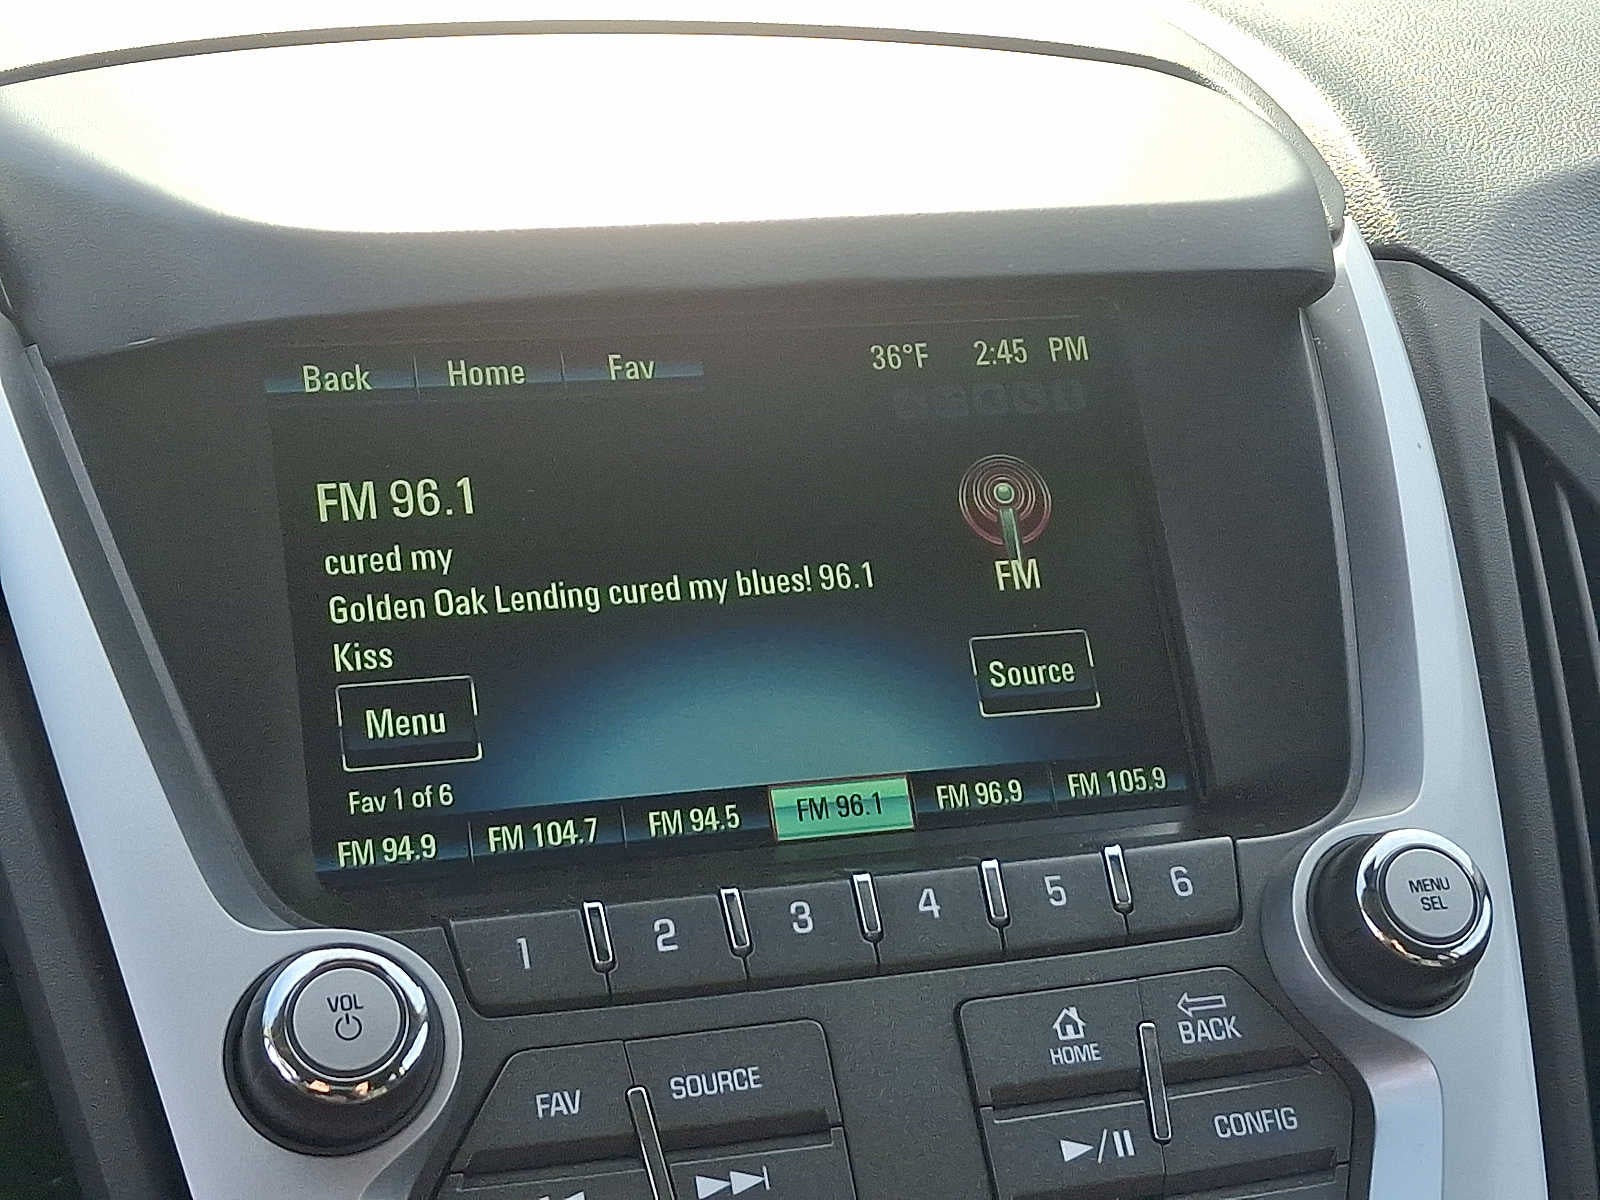 Back Home Fav 36°F 2:45 PM
FM 96.1
cured my
Golden Oak Lending cured my blues! 96.1
Kiss
FM
Source
Menu
Fav 1 of 6
FM 94.9 FM 104.7 FM 94.5 FM 96.1 FM 96.9 FM 105.9
1 2 3 4 5 6
MENU
SEL
VOL
HOME
BACK
FAV
SOURCE
CONFIG